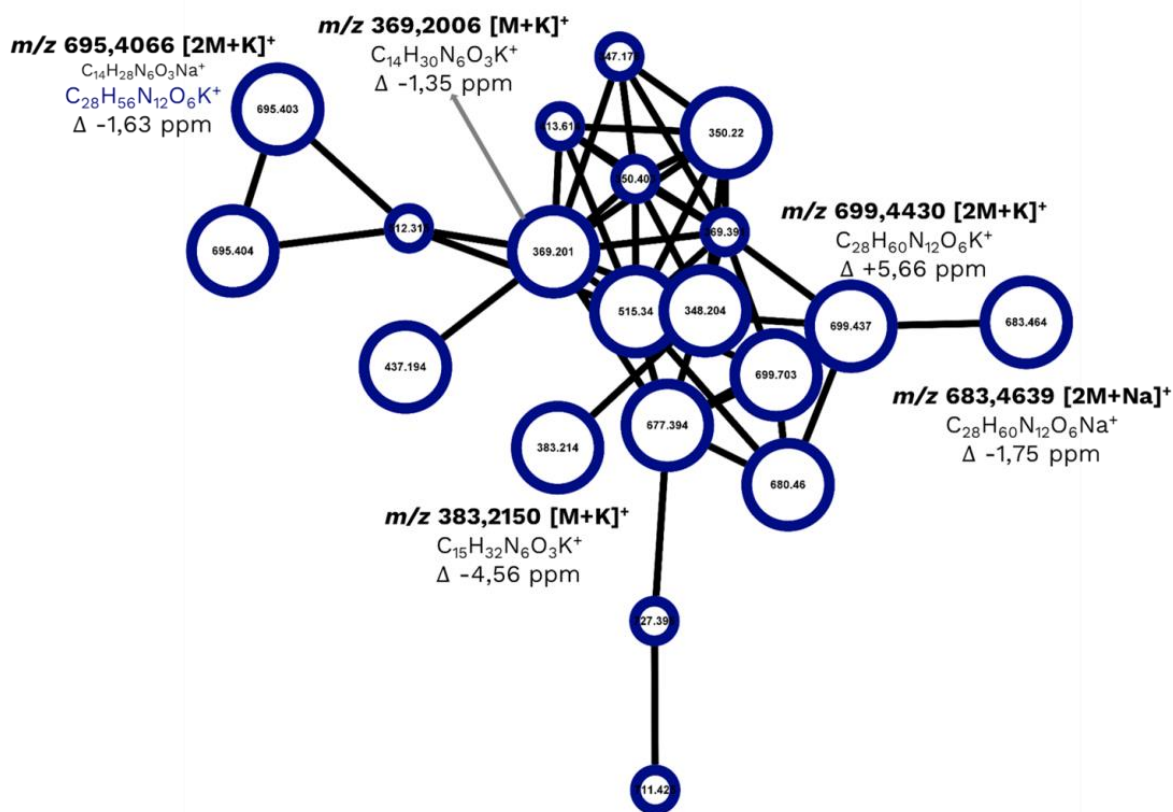 m/z 695,4066 [2M+K]⁺
C₁₄H₂₈N₆O₃Na⁺
C₂₈H₅₆N₁₂O₆K⁺
Δ -1,63 ppm
m/z 369,2006 [M+K]⁺
C₁₄H₃₀N₆O₃K⁺
Δ -1,35 ppm
695.403
350.22
m/z 699,4430 [2M+K]⁺
C₂₈H₆₀N₁₂O₆K⁺
Δ +5,66 ppm
695.404
369.201
515.34
348.204
699.437
683.464
437.194
699.703
m/z 683,4639 [2M+Na]⁺
C₂₈H₆₀N₁₂O₆Na⁺
Δ -1,75 ppm
677.394
383.214
680.46
m/z 383,2150 [M+K]⁺
C₁₅H₃₂N₆O₃K⁺
Δ -4,56 ppm